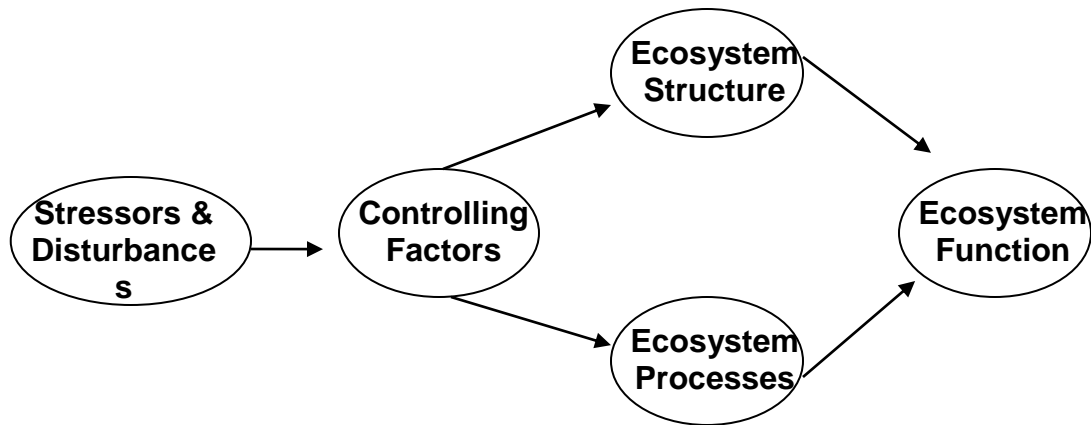 Stressors &
Disturbance
s
Controlling
Factors
Ecosystem
Structure
Ecosystem
Processes
Ecosystem
Function